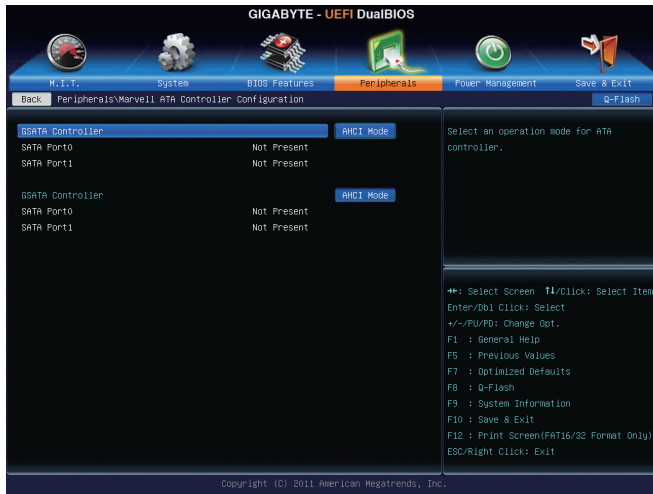 GIGABYTE - UEFI DualBIOS
M.I.T. System BIOS Features Peripherals Power Management Save & Exit
Back Peripherals\Marvell ATA Controller Configuration Q-Flash
GSATA Controller AHCI Mode
SATA Port0 Not Present
SATA Port1 Not Present
GSATA Controller AHCI Mode
SATA Port0 Not Present
SATA Port1 Not Present
Select an operation mode for ATA
controller.
→←: Select Screen ↑↓/Click: Select Item
Enter/Dbl Click: Select
+/-/PU/PD: Change Opt.
F1 : General Help
F5 : Previous Values
F7 : Optimized Defaults
F8 : Q-Flash
F9 : System Information
F10 : Save & Exit
F12 : Print Screen(FAT16/32 Format Only)
ESC/Right Click: Exit
Copyright (C) 2011 American Megatrends, Inc.